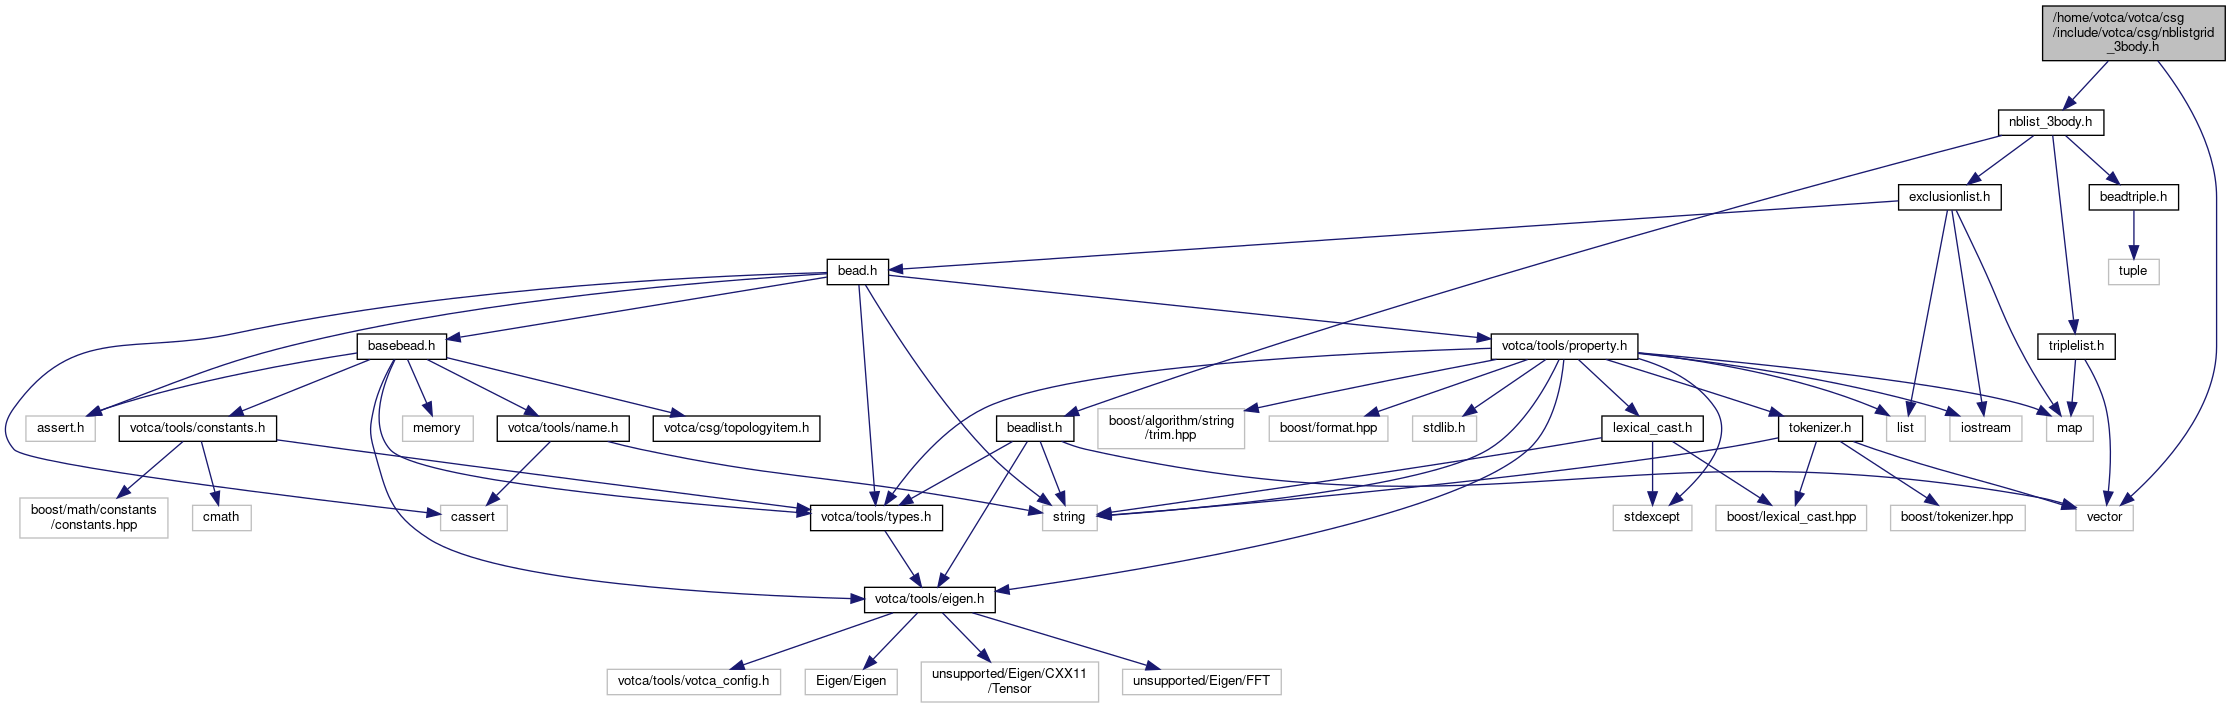 /home/votca/votca/csg
/include/votca/csg/nblistgrid
_3body.h
nblist_3body.h
exclusionlist.h
beadtriple.h
bead.h
tuple
basebead.h
votca/tools/property.h
triplelist.h
assert.h
votca/tools/constants.h
memory
votca/tools/name.h
votca/csg/topologyitem.h
beadlist.h
boost/algorithm/string
/trim.hpp
boost/format.hpp
stdlib.h
lexical_cast.h
tokenizer.h
list
iostream
map
boost/math/constants
/constants.hpp
cmath
cassert
votca/tools/types.h
string
stdexcept
boost/lexical_cast.hpp
boost/tokenizer.hpp
vector
votca/tools/eigen.h
votca/tools/votca_config.h
Eigen/Eigen
unsupported/Eigen/CXX11
/Tensor
unsupported/Eigen/FFT